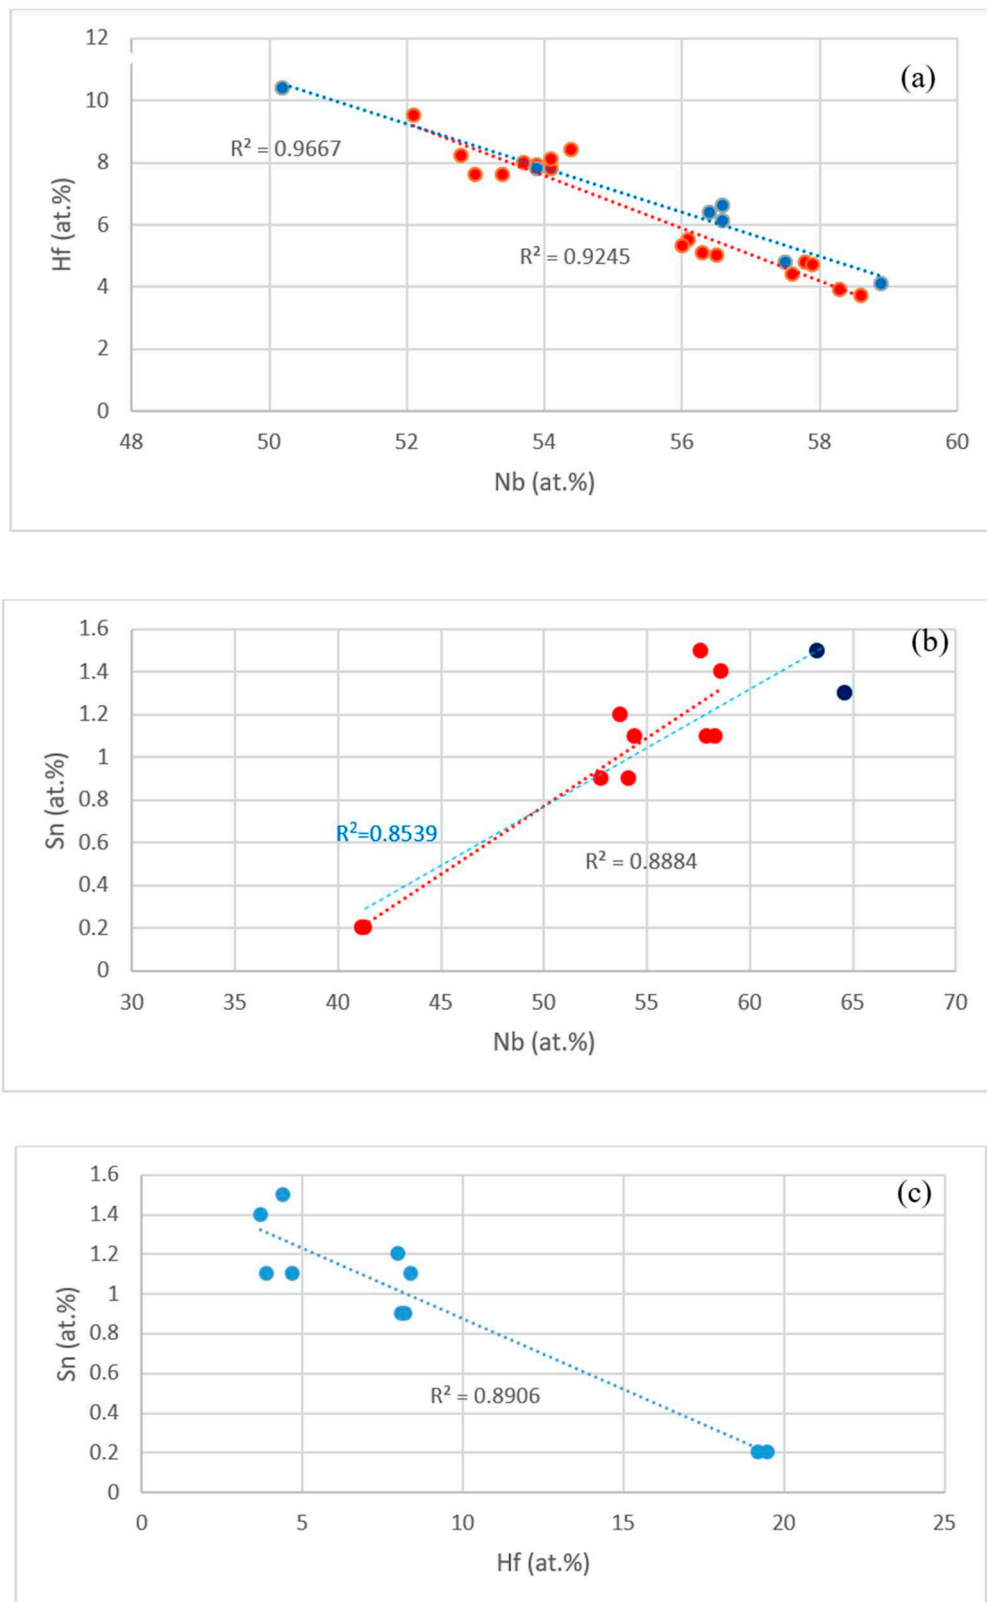 (a)
12
10
8
6
4
2
0
Hf (at.%)
R² = 0.9667
R² = 0.9245
48 50 52 54 56 58 60
Nb (at.%)
(b)
1.6
1.4
1.2
1
0.8
0.6
0.4
0.2
0
Sn (at.%)
R²=0.8539
R² = 0.8884
30 35 40 45 50 55 60 65 70
Nb (at.%)
(c)
1.6
1.4
1.2
1
0.8
0.6
0.4
0.2
0
Sn (at.%)
R² = 0.8906
0 5 10 15 20 25
Hf (at.%)